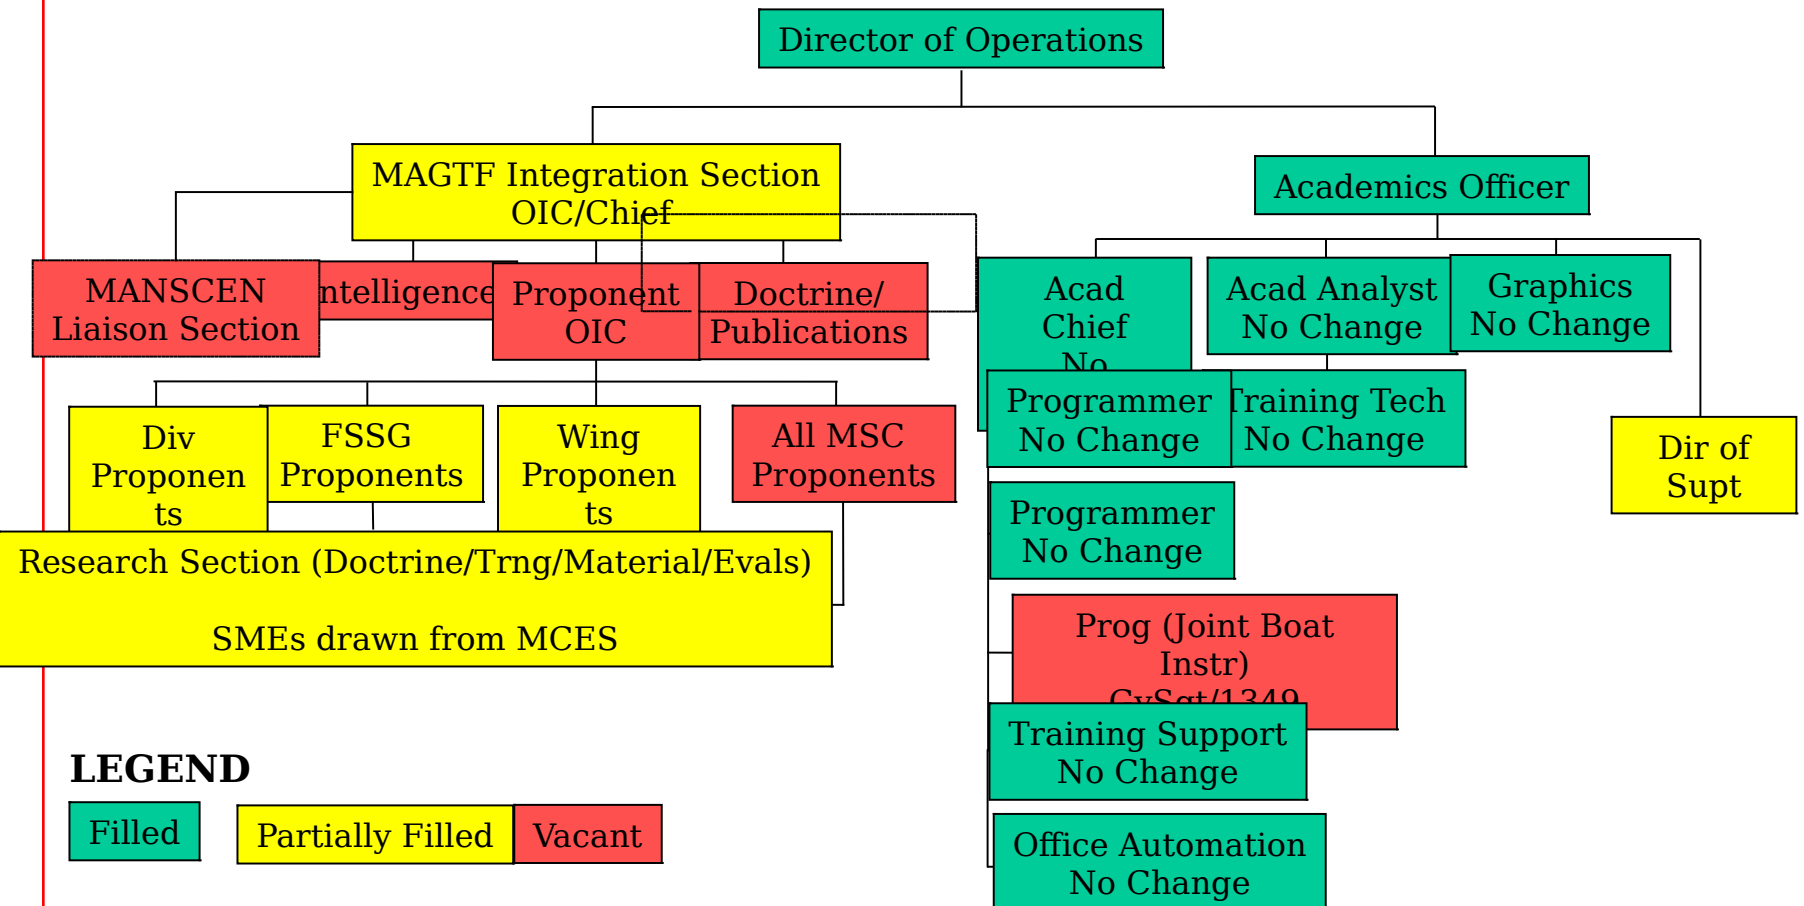 Director of Operations
MAGTF Integration Section
OIC/Chief
Academics Officer
MANSCEN
Liaison Section
ntelligence
Proponent
OIC
Doctrine/
Publications
Acad
Chief
No
Acad Analyst
No Change
Graphics
No Change
Programmer
No Change
Training Tech
No Change
Div
Proponen
ts
FSSG
Proponents
Wing
Proponen
ts
All MSC
Proponents
Dir of
Supt
Programmer
No Change
Research Section (Doctrine/Trng/Material/Evals)
SMEs drawn from MCES
Prog (Joint Boat
Instr)
GySgt/1349
Training Support
No Change
LEGEND
Filled
Partially Filled
Vacant
Office Automation
No Change